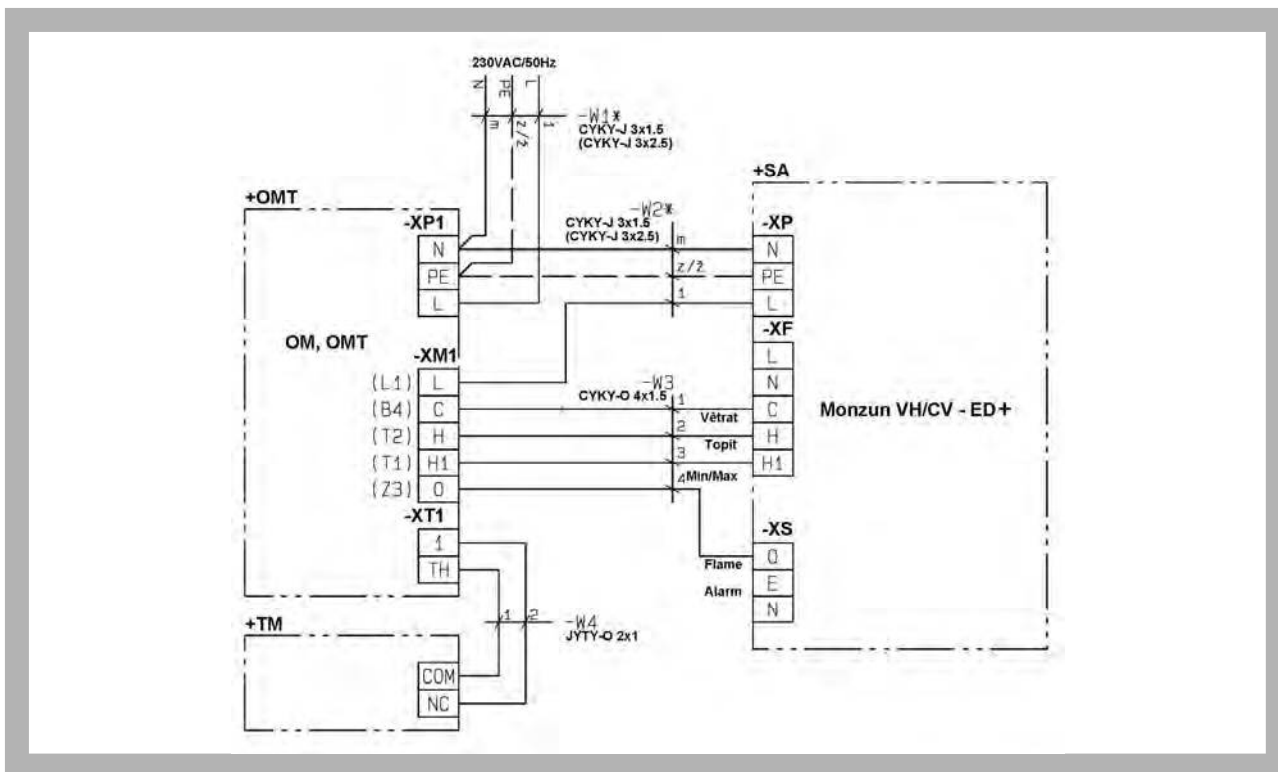 230VAC/50Hz
N PE L
m z/ž 1
-W1*
CYKY-J 3x1.5
(CYKY-J 3x2.5)
+OMT
-XP1
N
PE
L
OM, OMT
-XM1
(L1) L
(B4) C
(T2) H
(T1) H1
(Z3) O
-XT1
1
TH
+TM
COM
NC
1 2
-W4
JYTY-O 2x1
-W2*
CYKY-J 3x1.5
(CYKY-J 3x2.5)
m
z/ž
1
-W3
CYKY-O 4x1.5
1
Větrat
2
Topit
3
Min/Max
4
Flame
Alarm
+SA
-XP
N
PE
L
-XF
L
N
C
H
H1
Monzun VH/CV - ED+
-XS
Q
E
N